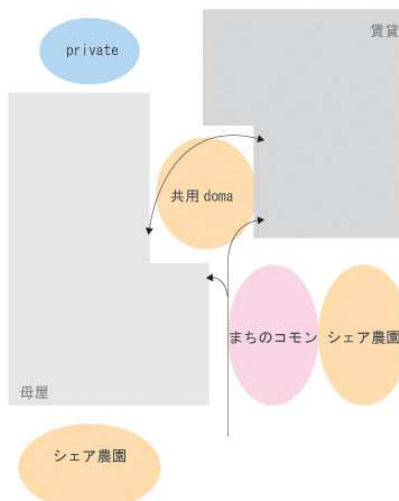 private
賃貸
共用 doma
まちのコモン
シェア農園
母屋
シェア農園